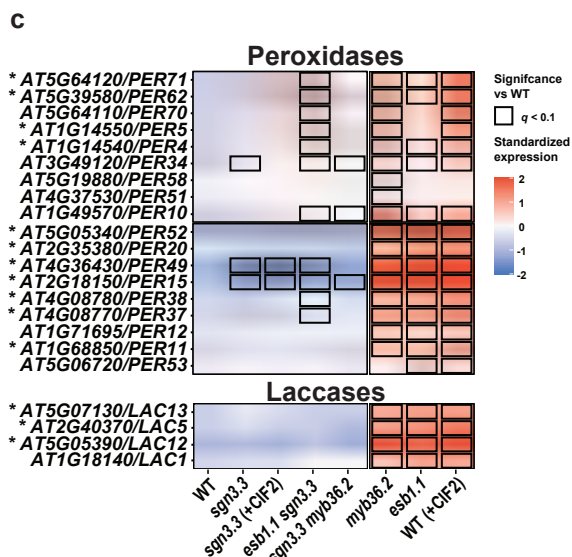 c
Peroxidases
* AT5G64120/PER71
* AT5G39580/PER62
AT5G64110/PER70
* AT1G14550/PER5
* AT1G14540/PER4
AT3G49120/PER34
AT5G19880/PER58
AT4G37530/PER51
AT1G49570/PER10
* AT5G05340/PER52
* AT2G35380/PER20
* AT4G36430/PER49
* AT2G18150/PER15
* AT4G08780/PER38
* AT4G08770/PER37
AT1G71695/PER12
* AT1G68850/PER11
AT5G06720/PER53
Laccases
* AT5G07130/LAC13
* AT2G40370/LAC5
* AT5G05390/LAC12
AT1G18140/LAC1
WT
sgn3.3
sgn3.3 (+CIF2)
esb1.1 sgn3.3
sgn3.3 myb36.2
myb36.2
esb1.1
WT (+CIF2)
Signifcance
vs WT
q < 0.1
Standardized
expression
2
1
0
-1
-2